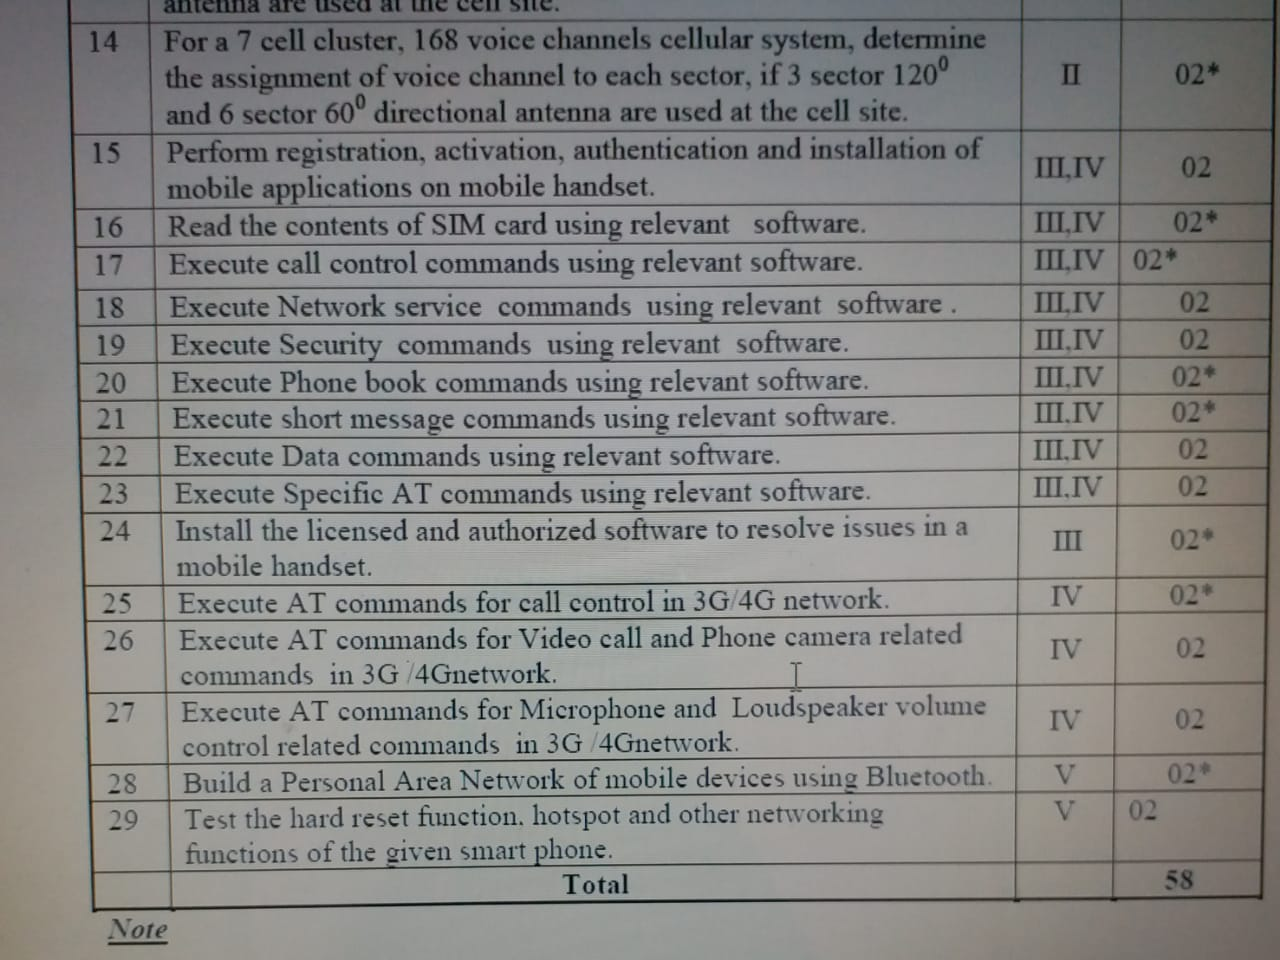 antenna are used at the cell site.
14 For a 7 cell cluster, 168 voice channels cellular system, determine
the assignment of voice channel to each sector, if 3 sector 120⁰ II 02*
and 6 sector 60⁰ directional antenna are used at the cell site.
15 Perform registration, activation, authentication and installation of III,IV 02
mobile applications on mobile handset.
16 Read the contents of SIM card using relevant software. III,IV 02*
17 Execute call control commands using relevant software. III,IV 02*
18 Execute Network service commands using relevant software . III,IV 02
19 Execute Security commands using relevant software. III,IV 02
20 Execute Phone book commands using relevant software. III,IV 02*
21 Execute short message commands using relevant software. III,IV 02*
22 Execute Data commands using relevant software. III,IV 02
23 Execute Specific AT commands using relevant software. III,IV 02
24 Install the licensed and authorized software to resolve issues in a III 02*
mobile handset.
25 Execute AT commands for call control in 3G/4G network. IV 02*
26 Execute AT commands for Video call and Phone camera related IV 02
commands in 3G /4Gnetwork.
27 Execute AT commands for Microphone and Loudspeaker volume IV 02
control related commands in 3G /4Gnetwork.
28 Build a Personal Area Network of mobile devices using Bluetooth. V 02*
29 Test the hard reset function, hotspot and other networking V 02
functions of the given smart phone.
Total 58
Note